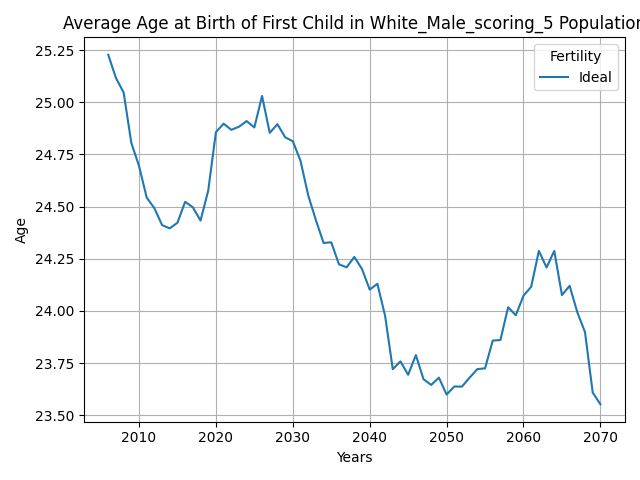 Average Age at Birth of First Child in White_Male_scoring_5 Population
Fertility
Ideal
25.25
25.00
24.75
24.50
24.25
24.00
23.75
23.50
Age
2010 2020 2030 2040 2050 2060 2070
Years